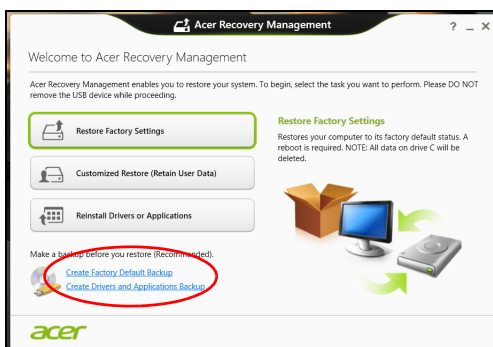 Acer Recovery Management
Welcome to Acer Recovery Management
Acer Recovery Management enables you to restore your system. To begin, select the task you want to perform. Please DO NOT
remove the USB device while proceeding.
Restore Factory Settings
Customized Restore (Retain User Data)
Reinstall Drivers or Applications
Restore Factory Settings
Restores your computer to its factory default status. A
reboot is required. NOTE: All data on drive C will be
deleted.
Make a backup before you restore (Recommended).
Create Factory Default Backup
Create Drivers and Applications Backup
acer